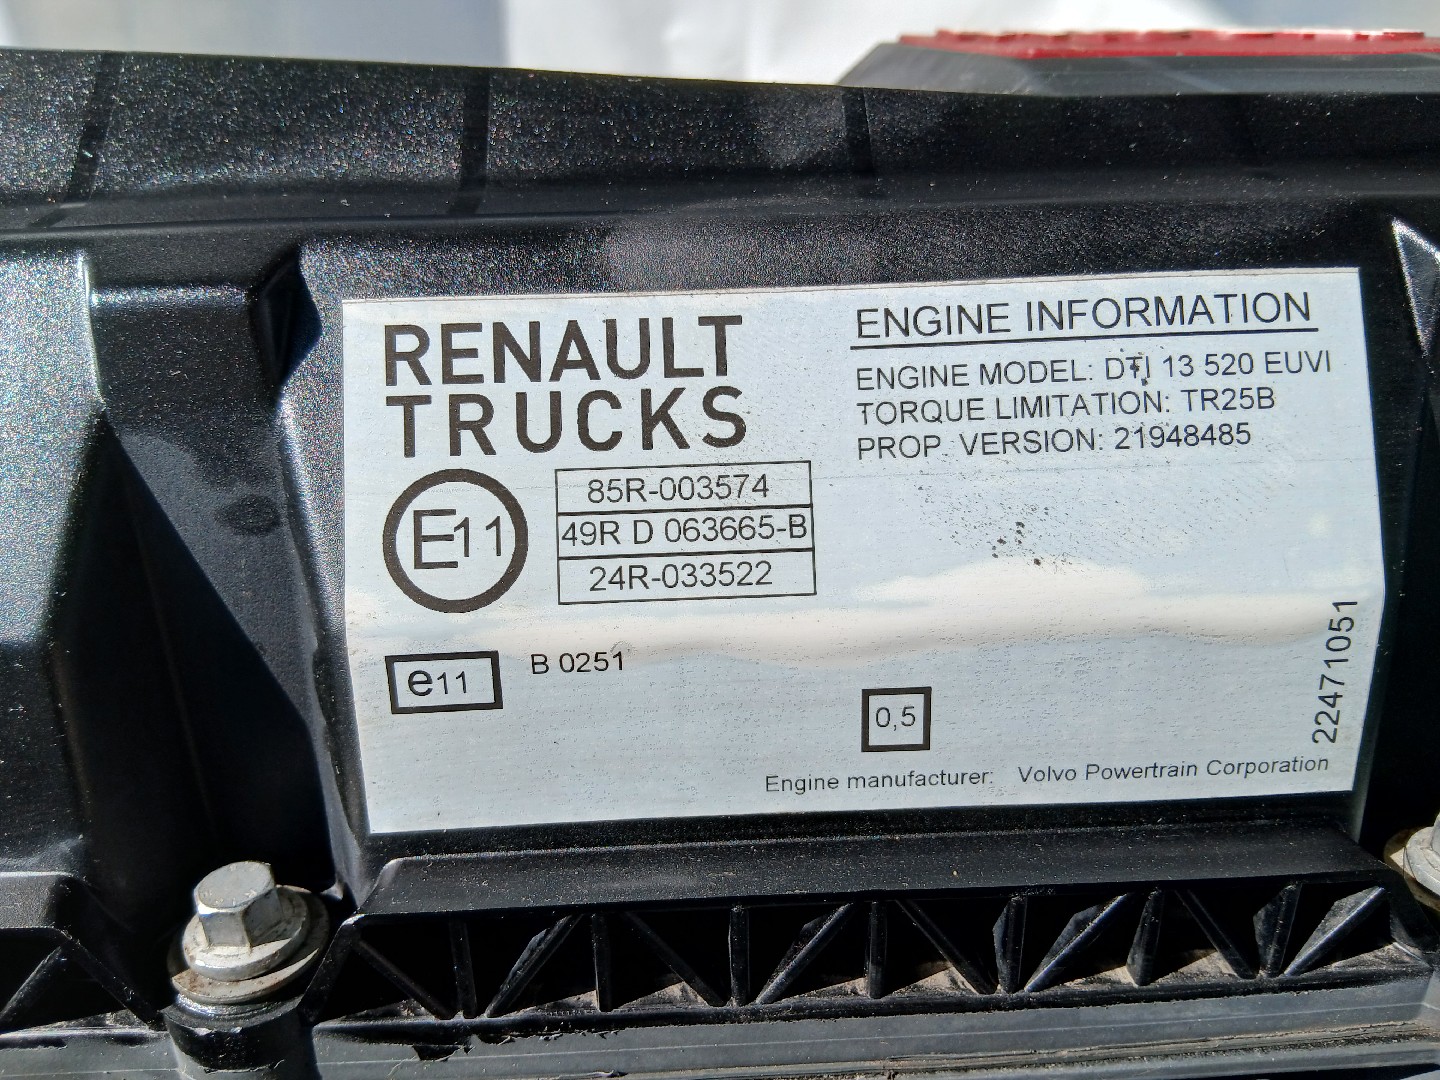 RENAULT
TRUCKS
ENGINE INFORMATION
ENGINE MODEL: DTI 13 520 EUVI
TORQUE LIMITATION: TR25B
PROP. VERSION: 21948485
E11
85R-003574
49R D 063665-B
24R-033522
e11
B 0251
0,5
22471051
Engine manufacturer: Volvo Powertrain Corporation